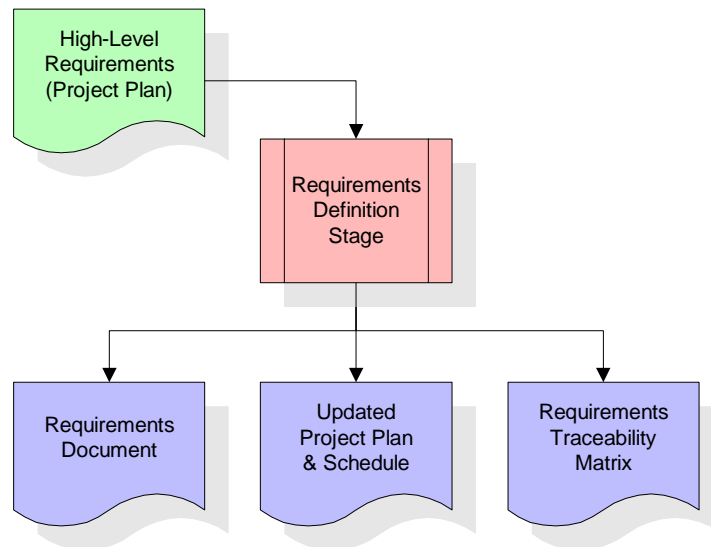 High-Level
Requirements
(Project Plan)
Requirements
Definition
Stage
Requirements
Document
Updated
Project Plan
& Schedule
Requirements
Traceability
Matrix